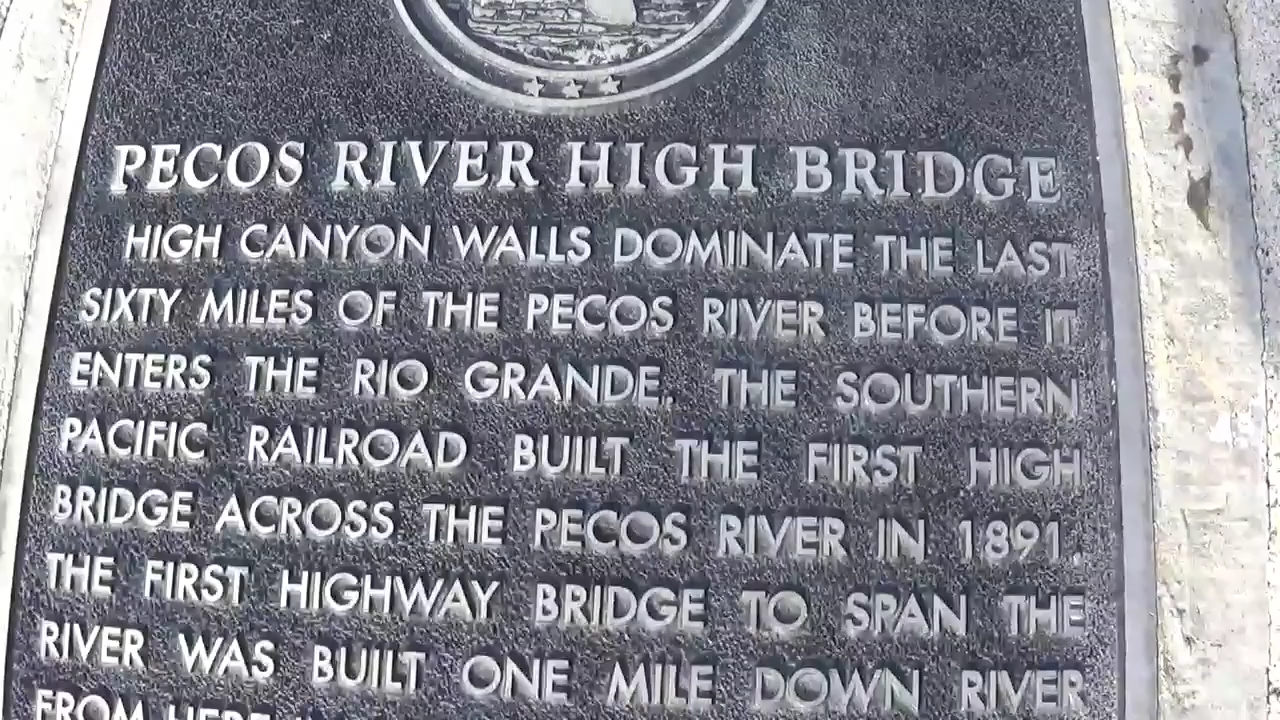 PECOS RIVER HIGH BRIDGE
HIGH CANYON WALLS DOMINATE THE LAST
SIXTY MILES OF THE PECOS RIVER BEFORE IT
ENTERS THE RIO GRANDE. THE SOUTHERN
PACIFIC RAILROAD BUILT THE FIRST HIGH
BRIDGE ACROSS THE PECOS RIVER IN 1891.
THE FIRST HIGHWAY BRIDGE TO SPAN THE
RIVER WAS BUILT ONE MILE DOWN RIVER
FROM HERE